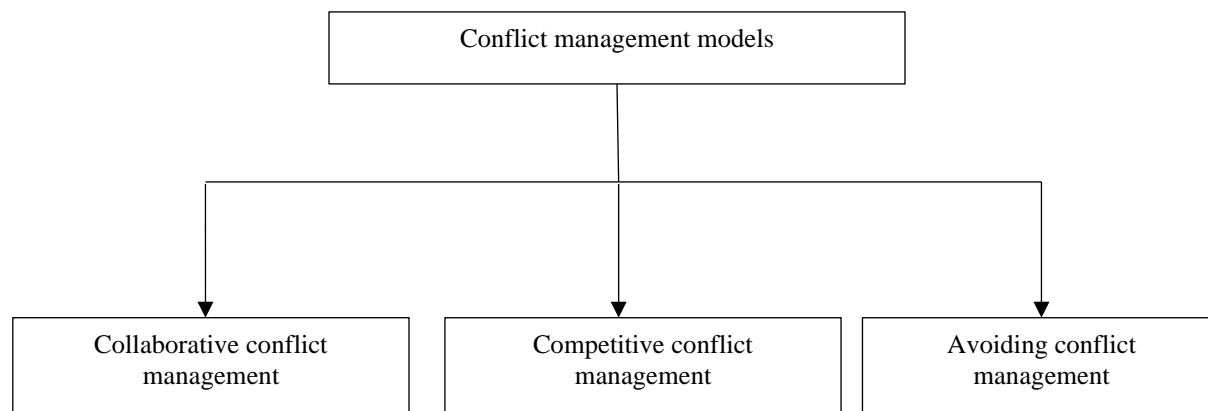 Conflict management models
Collaborative conflict
management
Competitive conflict
management
Avoiding conflict
management